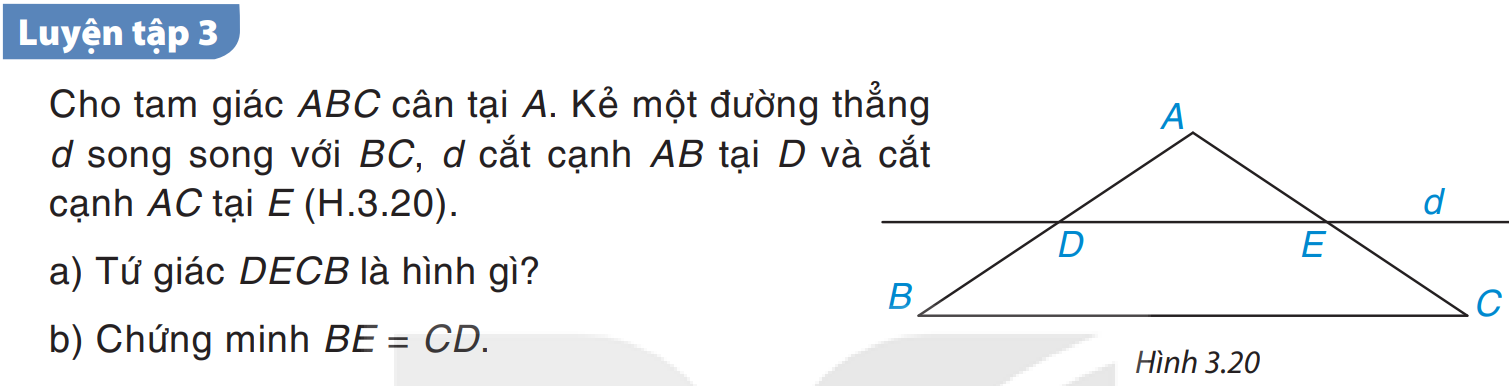 Luyện tập 3
Cho tam giác ABC cân tại A. Kẻ một đường thẳng
d song song với BC, d cắt cạnh AB tại D và cắt
cạnh AC tại E (H.3.20).
a) Tứ giác DECB là hình gì?
b) Chứng minh BE = CD.
A
d
D
E
B
C
Hình 3.20